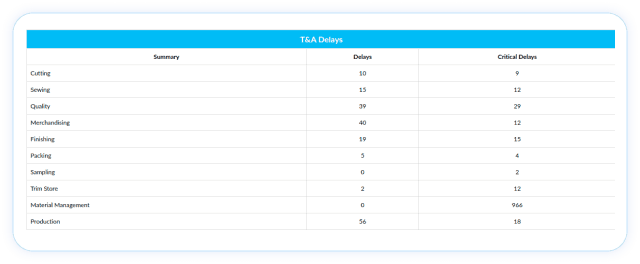 T&A Delays
Summary Delays Critical Delays
Cutting 10 9
Sewing 15 12
Quality 39 29
Merchandising 40 12
Finishing 19 15
Packing 5 4
Sampling 0 2
Trim Store 2 12
Material Management 0 966
Production 56 18